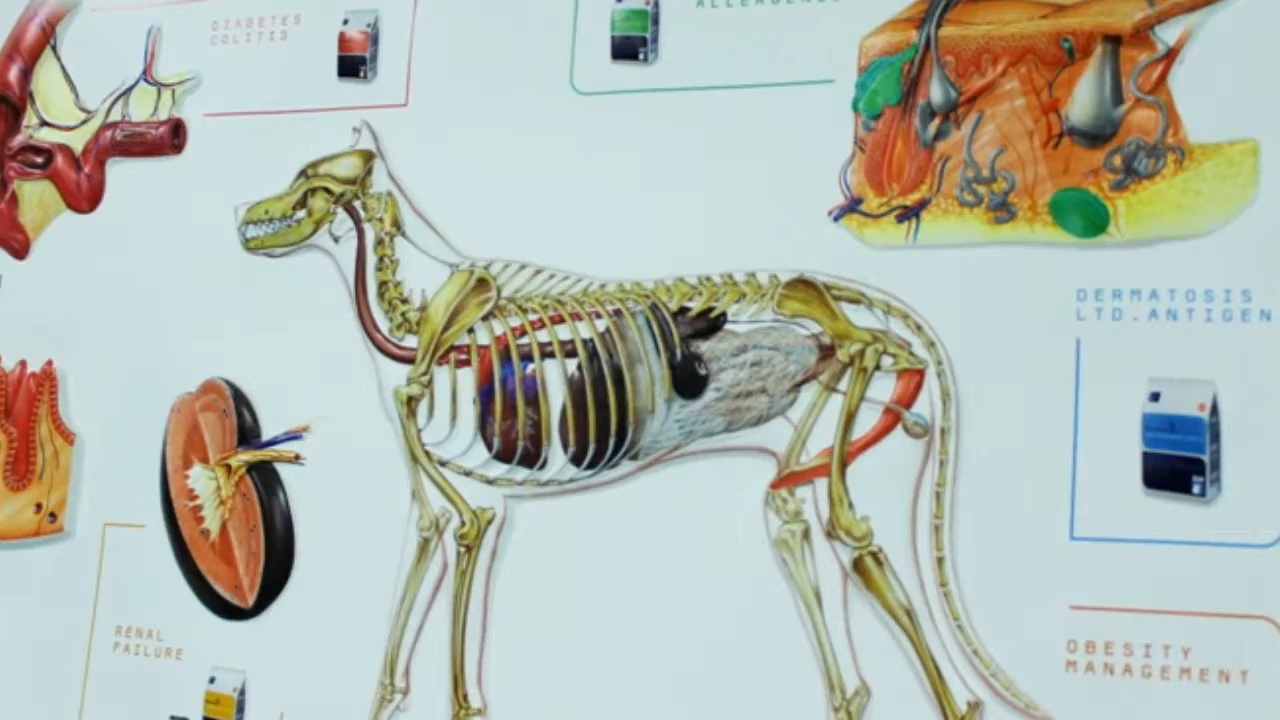 DIABETES
COLITIS
DERMATOSIS
LTD.ANTIGEN
RENAL
FAILURE
OBESITY
MANAGEMENT